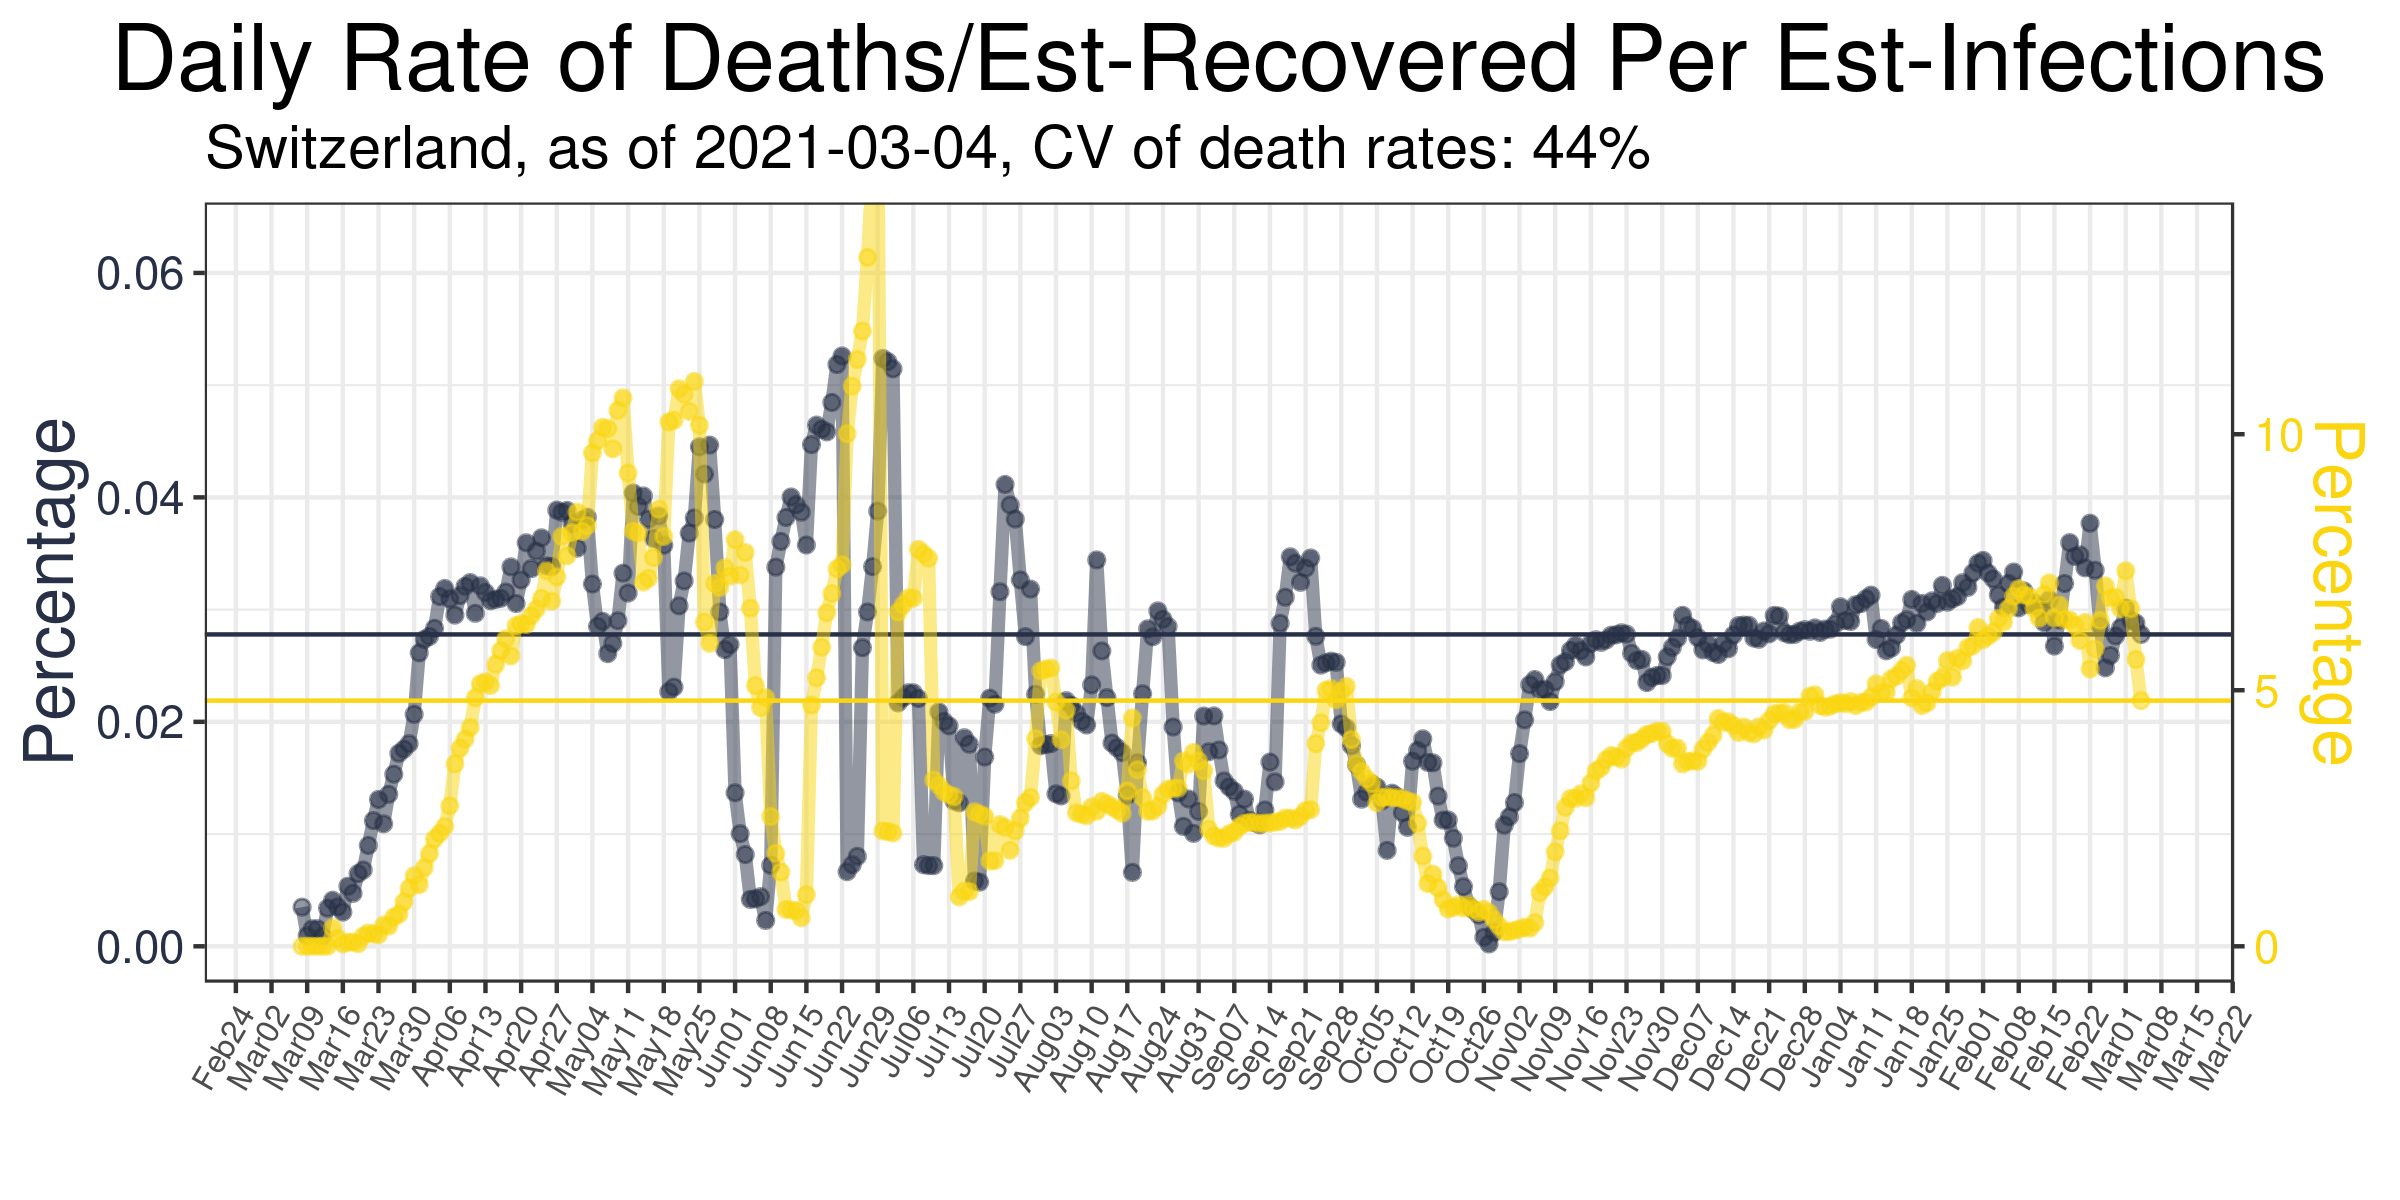 Daily Rate of Deaths/Est-Recovered Per Est-Infections
Switzerland, as of 2021-03-04, CV of death rates: 44%
Percentage
0.06
0.04
0.02
0.00
10
5
0
Percentage
Feb24 Mar02 Mar09 Mar16 Mar23 Mar30 Apr06 Apr13 Apr20 Apr27 May04 May11 May18 May25 Jun01 Jun08 Jun15 Jun22 Jun29 Jul06 Jul13 Jul20 Jul27 Aug03 Aug10 Aug17 Aug24 Aug31 Sep07 Sep14 Sep21 Sep28 Oct05 Oct12 Oct19 Oct26 Nov02 Nov09 Nov16 Nov23 Nov30 Dec07 Dec14 Dec21 Dec28 Dec04 Jan11 Jan18 Jan25 Feb01 Feb08 Feb15 Feb22 Mar01 Mar08 Mar15 Mar22